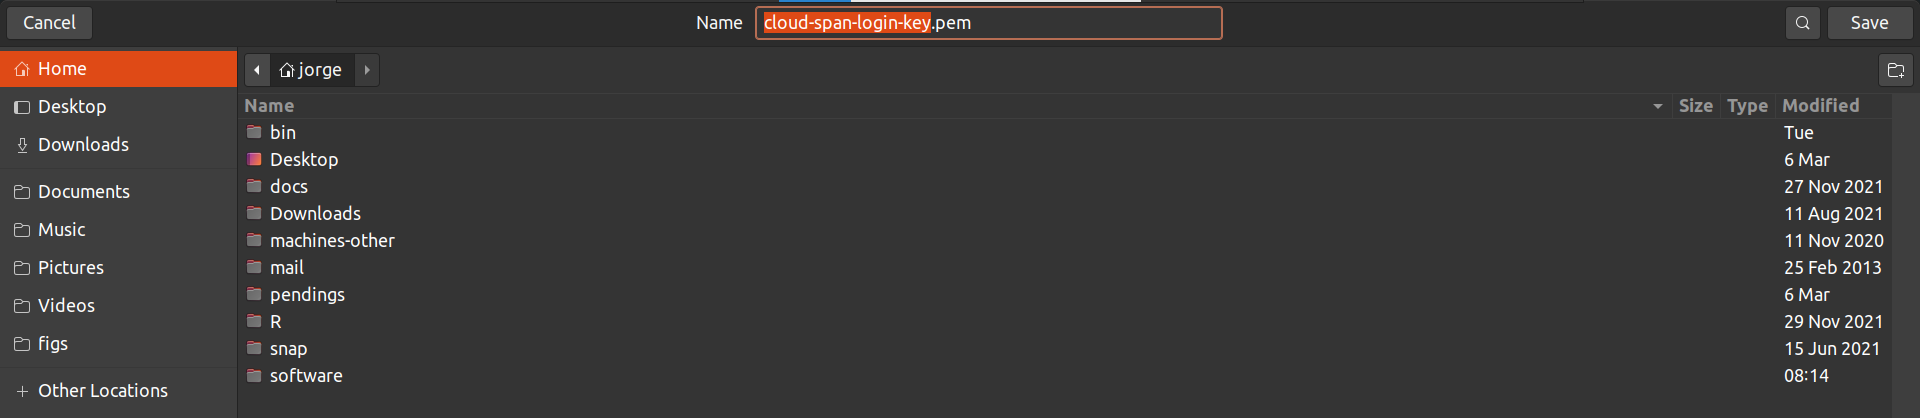 Cancel Name cloud-span-login-key.pem Save
Home
Desktop
Downloads
Documents
Music
Pictures
Videos
figs
Other Locations
jorge
Name Size Type Modified
bin Tue
Desktop 6 Mar
docs 27 Nov 2021
Downloads 11 Aug 2021
machines-other 11 Nov 2020
mail 25 Feb 2013
pendings 6 Mar
R 29 Nov 2021
snap 15 Jun 2021
software 08:14